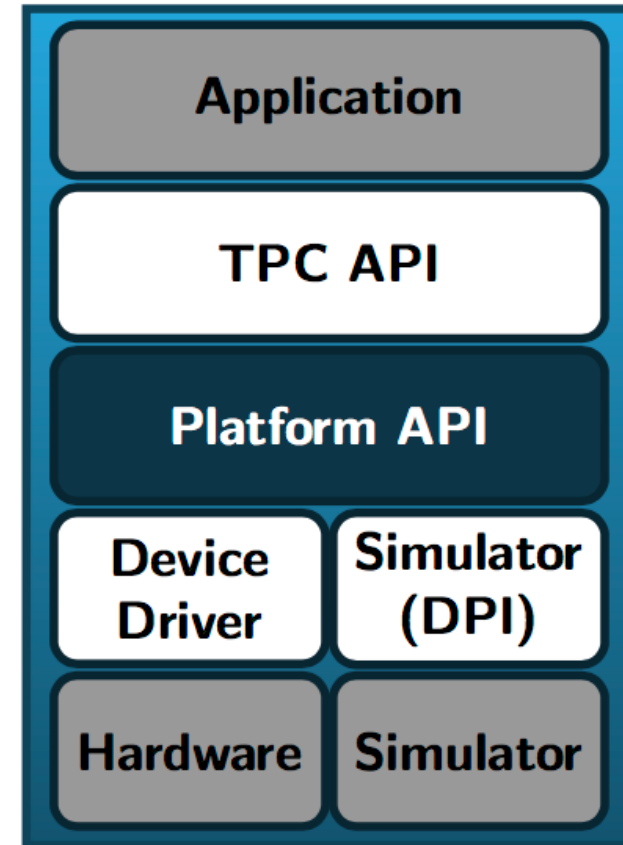 Application
TPC API
Platform API
Device
Driver
Simulator
(DPI)
Hardware
Simulator